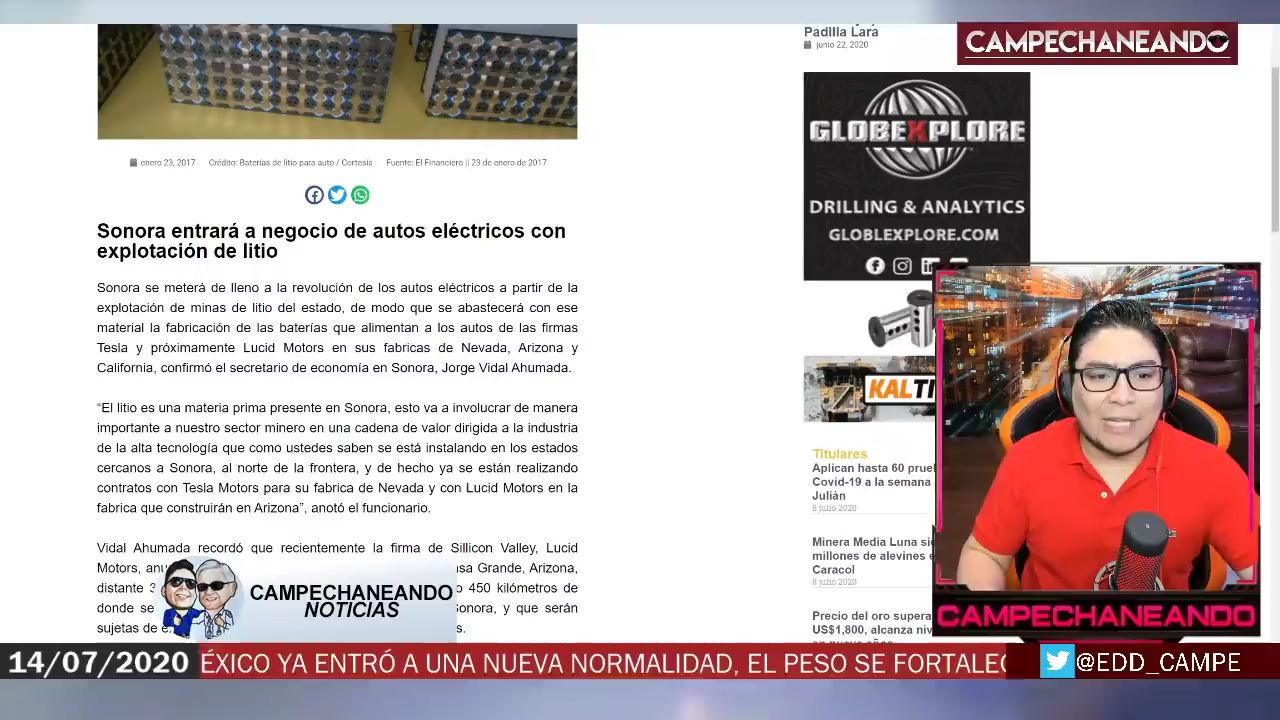 Padilla Lara
junio 22, 2020
CAMPECHANEANDO
enero 23, 2017 Crédito: Baterías de litio para auto / Cortesía Fuente: El Financiero || 23 de enero de 2017
GLOBEXPLORE
DRILLING & ANALYTICS
GLOBLEXPLORE.COM
Sonora entrará a negocio de autos eléctricos con
explotación de litio
Sonora se meterá de lleno a la revolución de los autos eléctricos a partir de la
explotación de minas de litio del estado, de modo que se abastecerá con ese
material la fabricación de las baterías que alimentan a los autos de las firmas
Tesla y próximamente Lucid Motors en sus fabricas de Nevada, Arizona y
California, confirmó el secretario de economía en Sonora, Jorge Vidal Ahumada.
“El litio es una materia prima presente en Sonora, esto va a involucrar de manera
importante a nuestro sector minero en una cadena de valor dirigida a la industria
de la alta tecnología que como ustedes saben se está instalando en los estados
cercanos a Sonora, al norte de la frontera, y de hecho ya se están realizando
contratos con Tesla Motors para su fabrica de Nevada y con Lucid Motors en la
fabrica que construirán en Arizona”, anotó el funcionario.
Vidal Ahumada recordó que recientemente la firma de Sillicon Valley, Lucid
Motors, Grande, Arizona,
distante 450 kilómetros de
donde se Sonora, y que serán
sujetas de
KALTI
Titulares
Aplican hasta 60
Covid-19 a la semana
Julián
8 julio 2020
Minera Media Luna
millones de alevines
Caracol
8 julio 2020
Precio del oro supera
US$1,800, alcanza
CAMPECHANEANDO
NOTICIAS
CAMPECHANEANDO
14/07/2020 ÉXICO YA ENTRÓ A UNA NUEVA NORMALIDAD, EL PESO SE FORTALEC @EDD_CAMPE